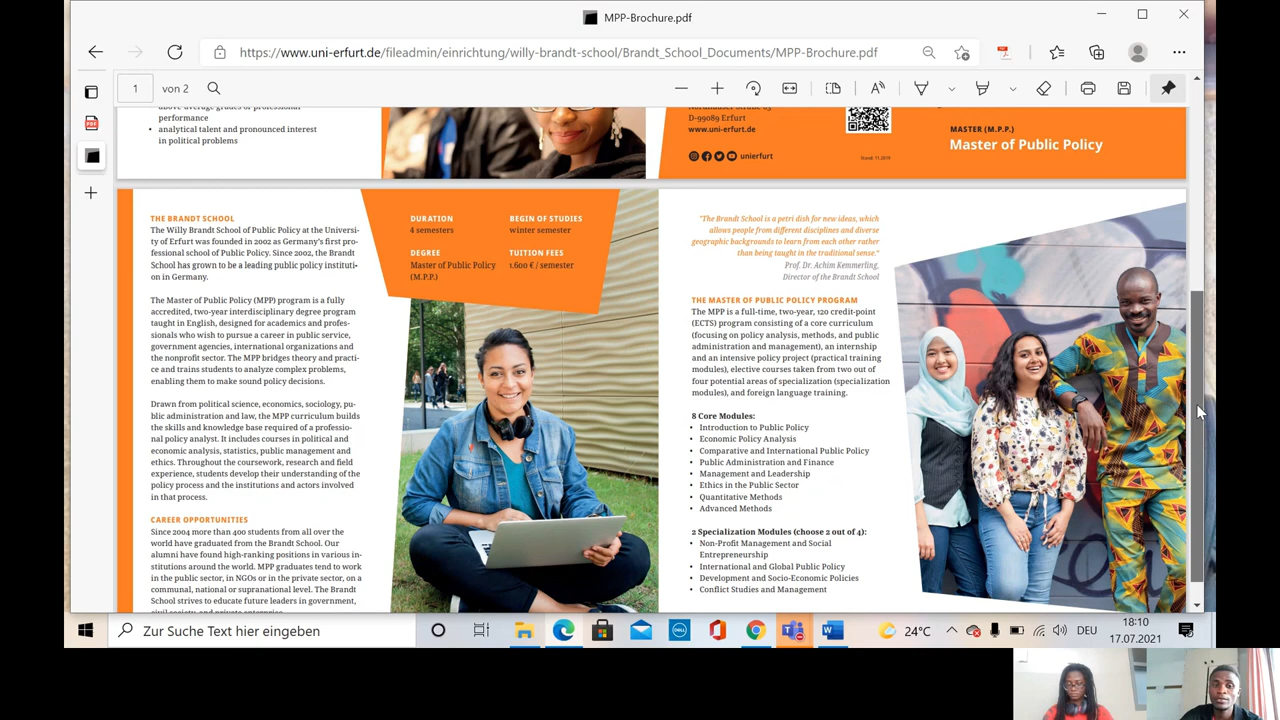 MPP-Brochure.pdf
https://www.uni-erfurt.de/fileadmin/einrichtung/willy-brandt-school/Brandt_School_Documents/MPP-Brochure.pdf
1 von 2
above-average grades or professional
performance
• analytical talent and pronounced interest
in political problems
D-99089 Erfurt
www.uni-erfurt.de
unierfurt
Stand: 11.2019
MASTER (M.P.P.)
Master of Public Policy
THE BRANDT SCHOOL
The Willy Brandt School of Public Policy at the Universi-
ty of Erfurt was founded in 2002 as Germany's first pro-
fessional school of Public Policy. Since 2002, the Brandt
School has grown to be a leading public policy instituti-
on in Germany.
The Master of Public Policy (MPP) program is a fully
accredited, two-year interdisciplinary degree program
taught in English, designed for academics and profes-
sionals who wish to pursue a career in public service,
government agencies, international organizations and
the nonprofit sector. The MPP bridges theory and practi-
ce and trains students to analyze complex problems,
enabling them to make sound policy decisions.
Drawn from political science, economics, sociology, pu-
blic administration and law, the MPP curriculum builds
the skills and knowledge base required of a professio-
nal policy analyst. It includes courses in political and
economic analysis, statistics, public management and
ethics. Throughout the coursework, research and field
experience, students develop their understanding of the
policy process and the institutions and actors involved
in that process.
CAREER OPPORTUNITIES
Since 2004 more than 400 students from all over the
world have graduated from the Brandt School. Our
alumni have found high-ranking positions in various in-
stitutions around the world. MPP graduates tend to work
in the public sector, in NGOs or in the private sector, on a
communal, national or supranational level. The Brandt
School strives to educate future leaders in government,
civil society, and private enterprise.
DURATION
4 semesters
BEGIN OF STUDIES
winter semester
DEGREE
Master of Public Policy
(M.P.P.)
TUITION FEES
1.600 € / semester
"The Brandt School is a petri dish for new ideas, which
allows people from different disciplines and diverse
geographic backgrounds to learn from each other rather
than being taught in the traditional sense."
Prof. Dr. Achim Kemmerling,
Director of the Brandt School
THE MASTER OF PUBLIC POLICY PROGRAM
The MPP is a full-time, two-year, 120 credit-point
(ECTS) program consisting of a core curriculum
(focusing on policy analysis, methods, and public
administration and management), an internship
and an intensive policy project (practical training
modules), elective courses taken from two out of
four potential areas of specialization (specialization
modules), and foreign language training.
8 Core Modules:
• Introduction to Public Policy
• Economic Policy Analysis
• Comparative and International Public Policy
• Public Administration and Finance
• Management and Leadership
• Ethics in the Public Sector
• Quantitative Methods
• Advanced Methods
2 Specialization Modules (choose 2 out of 4):
• Non-Profit Management and Social
Entrepreneurship
• International and Global Public Policy
• Development and Socio-Economic Policies
• Conflict Studies and Management
Zur Suche Text hier eingeben
DELL
24°C
DEU
18:10
17.07.2021